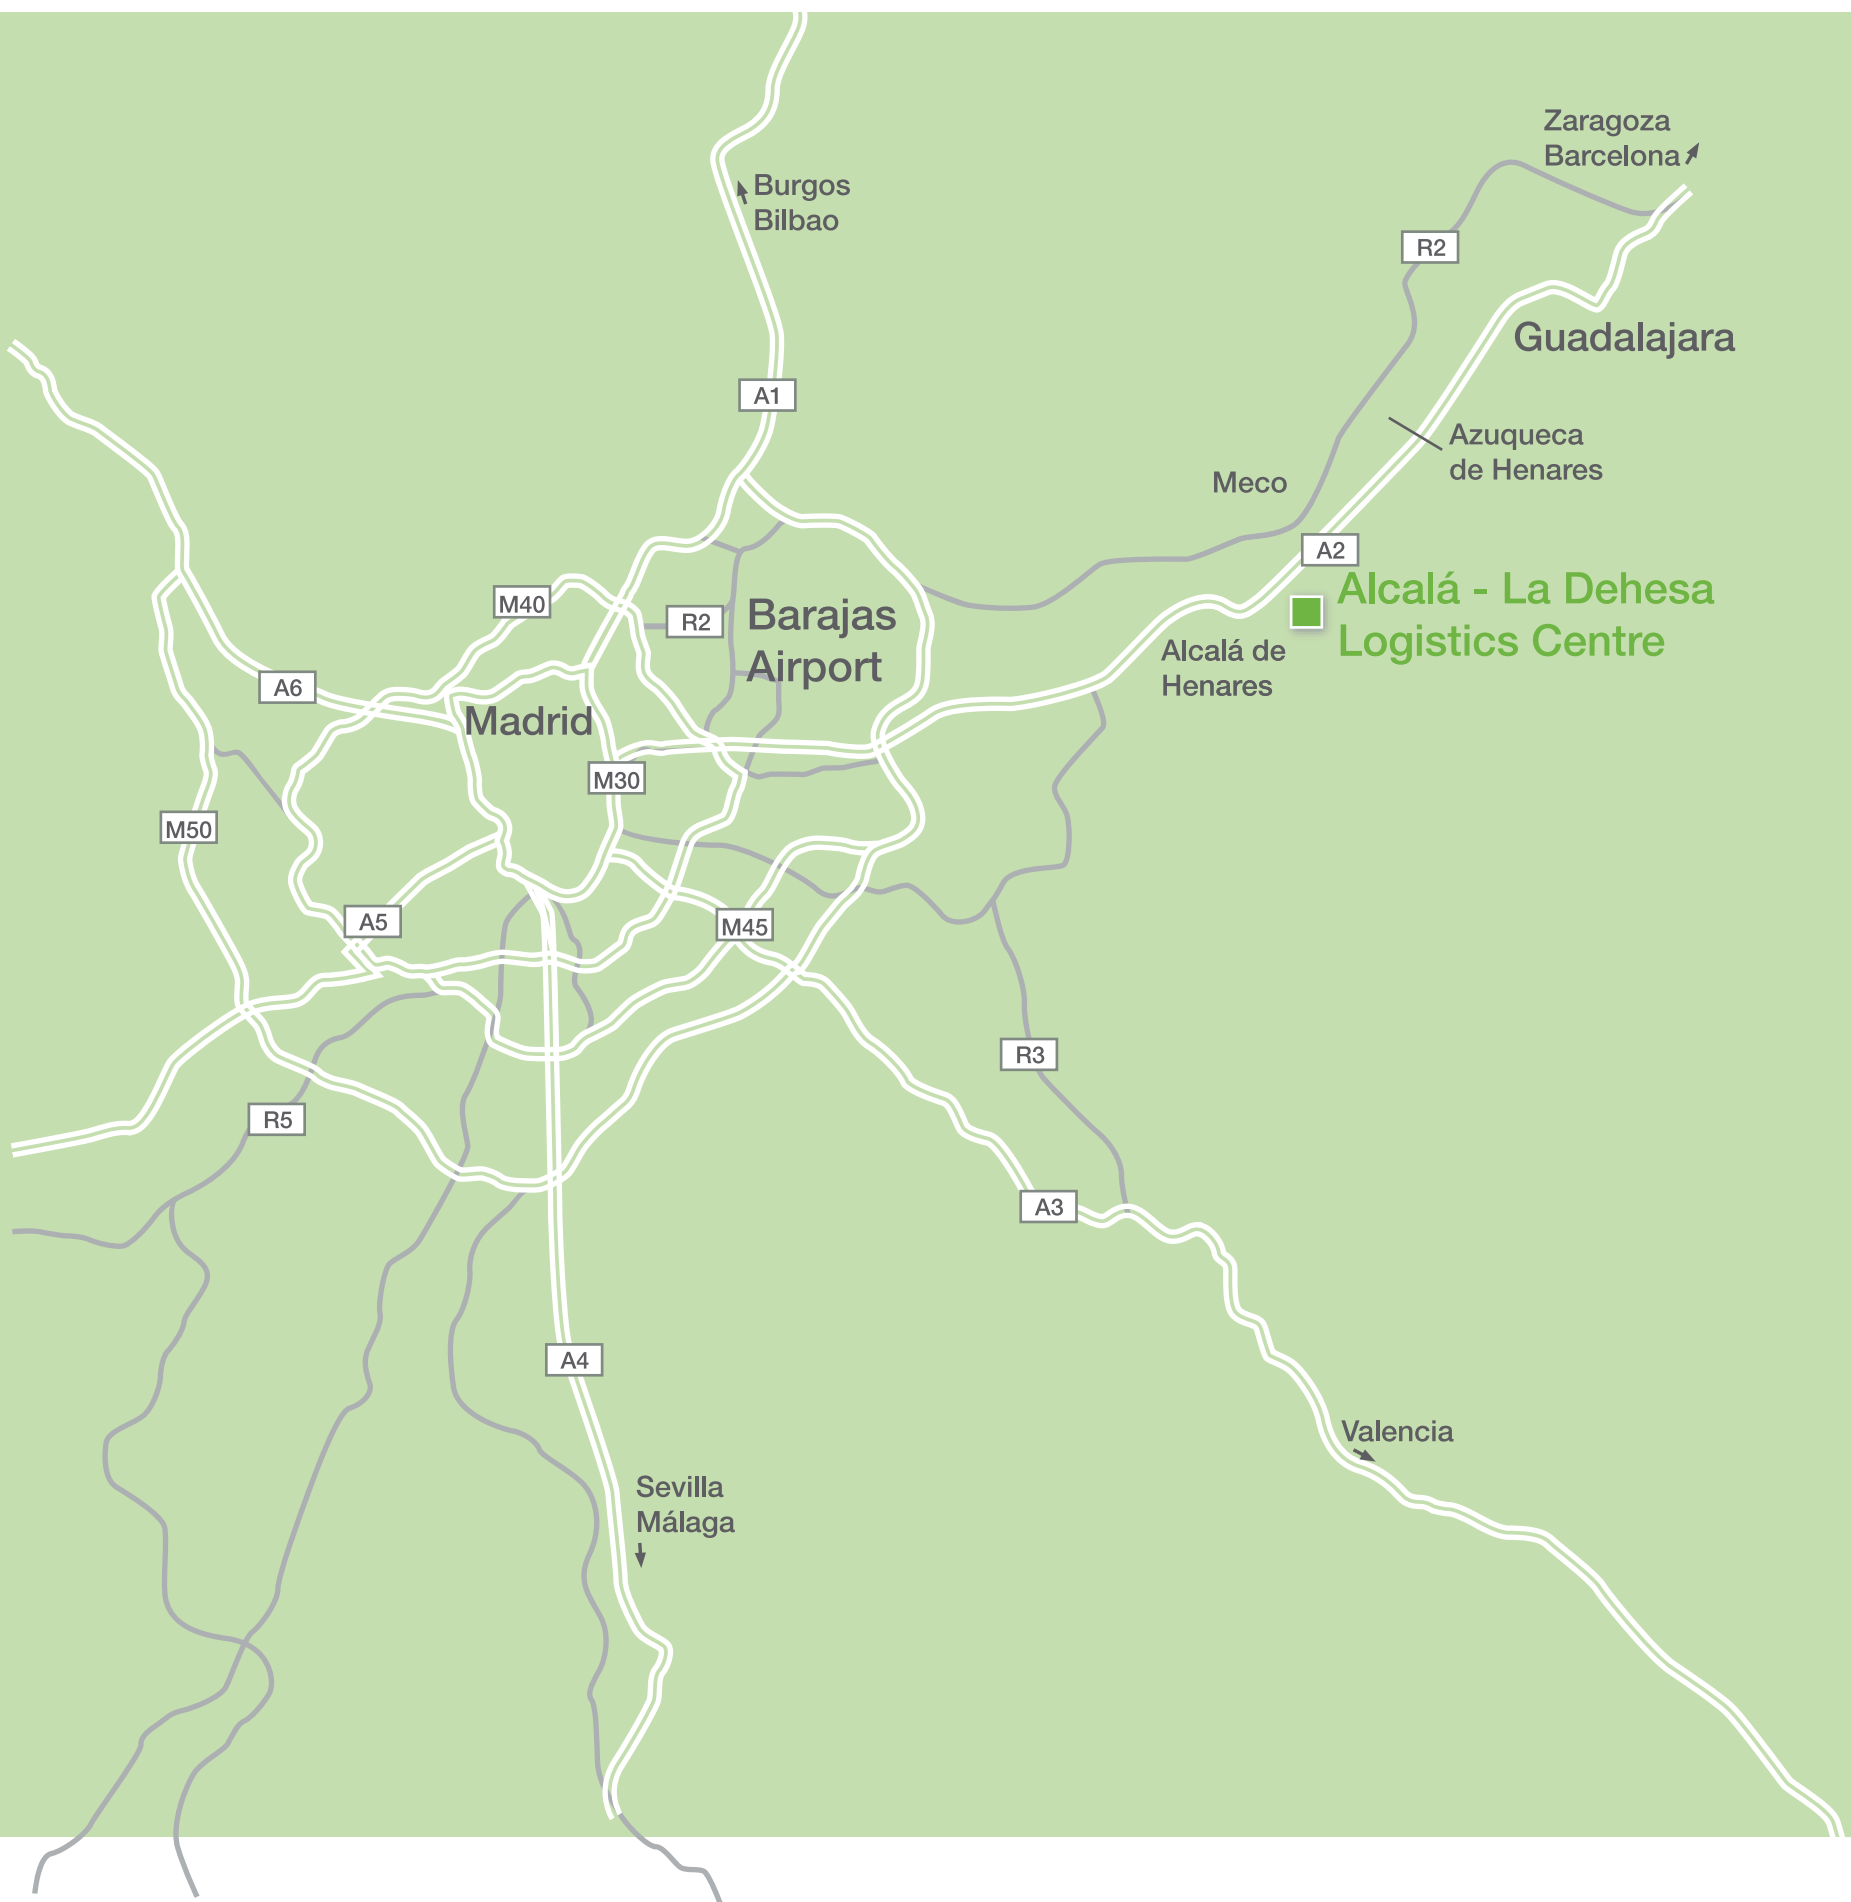 Zaragoza
Barcelona
Burgos
Bilbao
R2
Guadalajara
A1
Azuqueca
de Henares
Meco
A2
Alcalá - La Dehesa
Logistics Centre
M40
R2
Barajas
Airport
Alcalá de
Henares
A6
Madrid
M30
M50
A5
M45
R3
R5
A3
A4
Valencia
Sevilla
Málaga